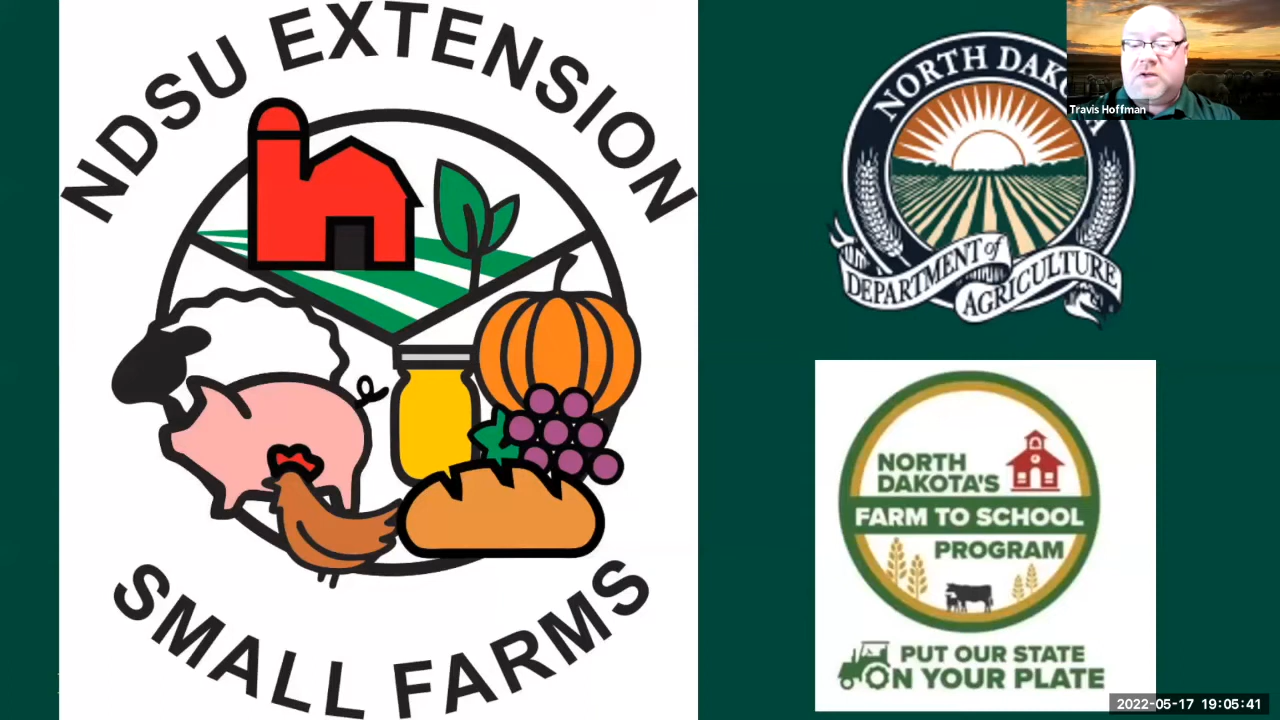 NDSU EXTENSION
SMALL FARMS
NORTH DAKOTA
DEPARTMENT of
AGRICULTURE
Travis Hoffman
NORTH
DAKOTA'S
FARM TO SCHOOL
PROGRAM
PUT OUR STATE
ON YOUR PLATE
2022-05-17 19:05:41